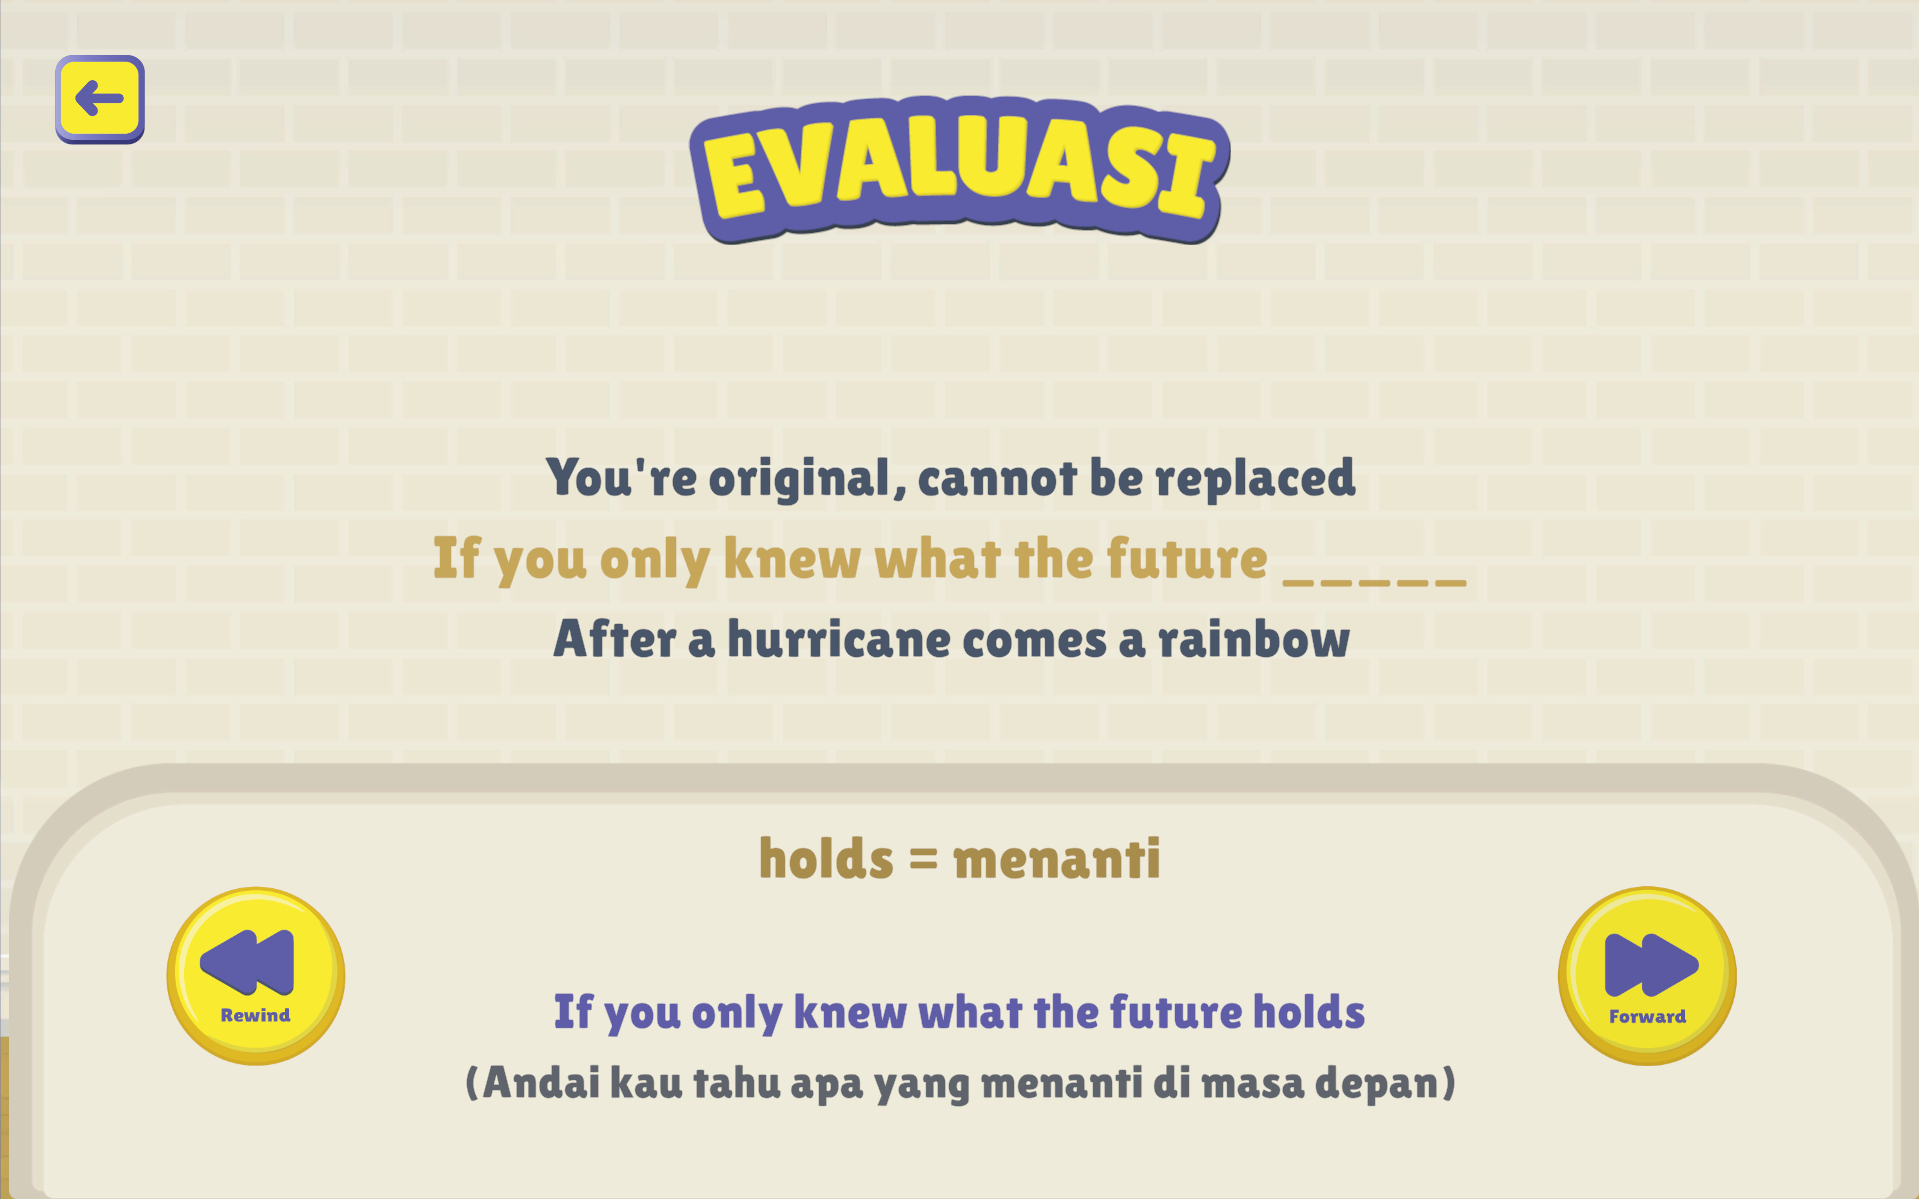 EVALUASI
You're original, cannot be replaced
If you only knew what the future _ _ _ _ _
After a hurricane comes a rainbow
holds = menanti
Rewind
Forward
If you only knew what the future holds
(Andai kau tahu apa yang menanti di masa depan)